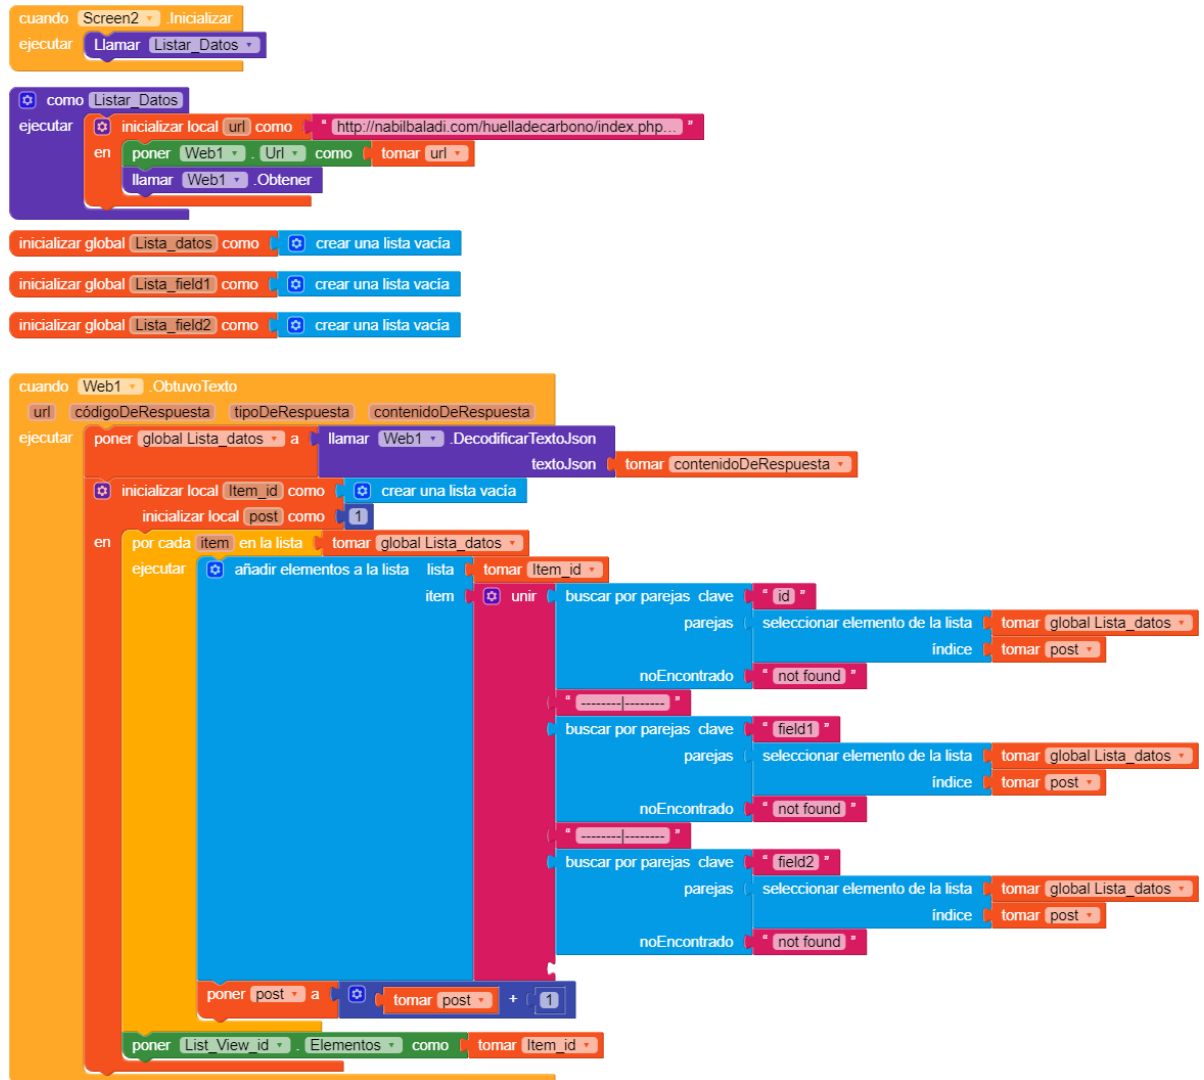 cuando Screen2 .Inicializar
ejecutar Llamar Listar_Datos
como Listar_Datos
ejecutar inicializar local url como " http://nabilbaladi.com/huelladecarbono/index.php... "
en poner Web1 . Url como tomar url
llamar Web1 .Obtener
inicializar global Lista_datos como crear una lista vacía
inicializar global Lista_field1 como crear una lista vacía
inicializar global Lista_field2 como crear una lista vacía
cuando Web1 .ObtuvoTexto
url códigoDeRespuesta tipoDeRespuesta contenidoDeRespuesta
ejecutar poner global Lista_datos a llamar Web1 .DecodificarTextoJson
textoJson tomar contenidoDeRespuesta
inicializar local Item_id como crear una lista vacía
inicializar local post como 1
en por cada item en la lista tomar global Lista_datos
ejecutar añadir elementos a la lista lista tomar Item_id
item unir buscar por parejas clave " id "
parejas seleccionar elemento de la lista tomar global Lista_datos
índice tomar post
noEncontrado " not found "
" --------|-------- "
buscar por parejas clave " field1 "
parejas seleccionar elemento de la lista tomar global Lista_datos
índice tomar post
noEncontrado " not found "
" --------|-------- "
buscar por parejas clave " field2 "
parejas seleccionar elemento de la lista tomar global Lista_datos
índice tomar post
noEncontrado " not found "
poner post a tomar post + 1
poner List_View_id . Elementos como tomar Item_id